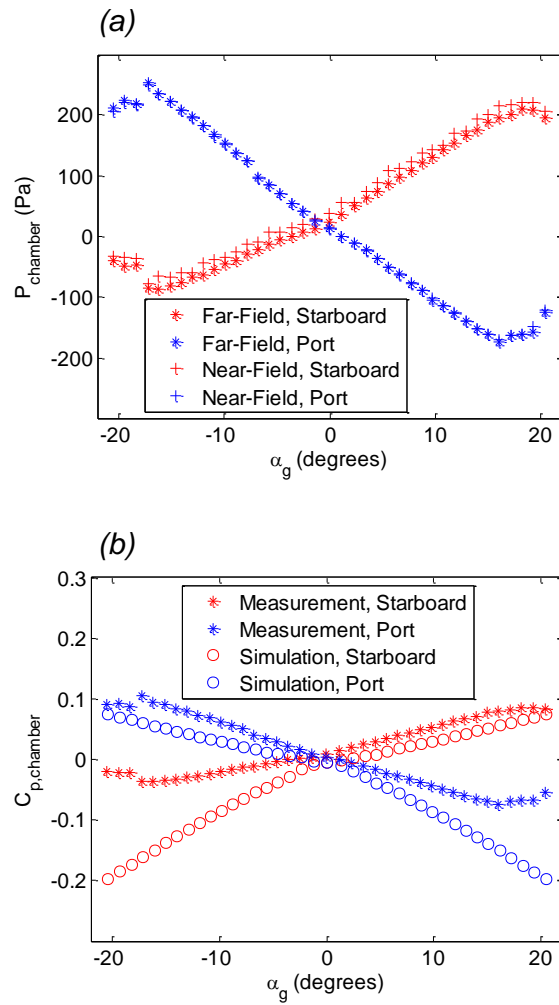 (a)
200
100
0
-100
-200
P_chamber (Pa)
Far-Field, Starboard
Far-Field, Port
Near-Field, Starboard
Near-Field, Port
-20 -10 0 10 20
α_g (degrees)
(b)
0.3
0.2
0.1
0
-0.1
-0.2
C_p,chamber
Measurement, Starboard
Measurement, Port
Simulation, Starboard
Simulation, Port
-20 -10 0 10 20
α_g (degrees)